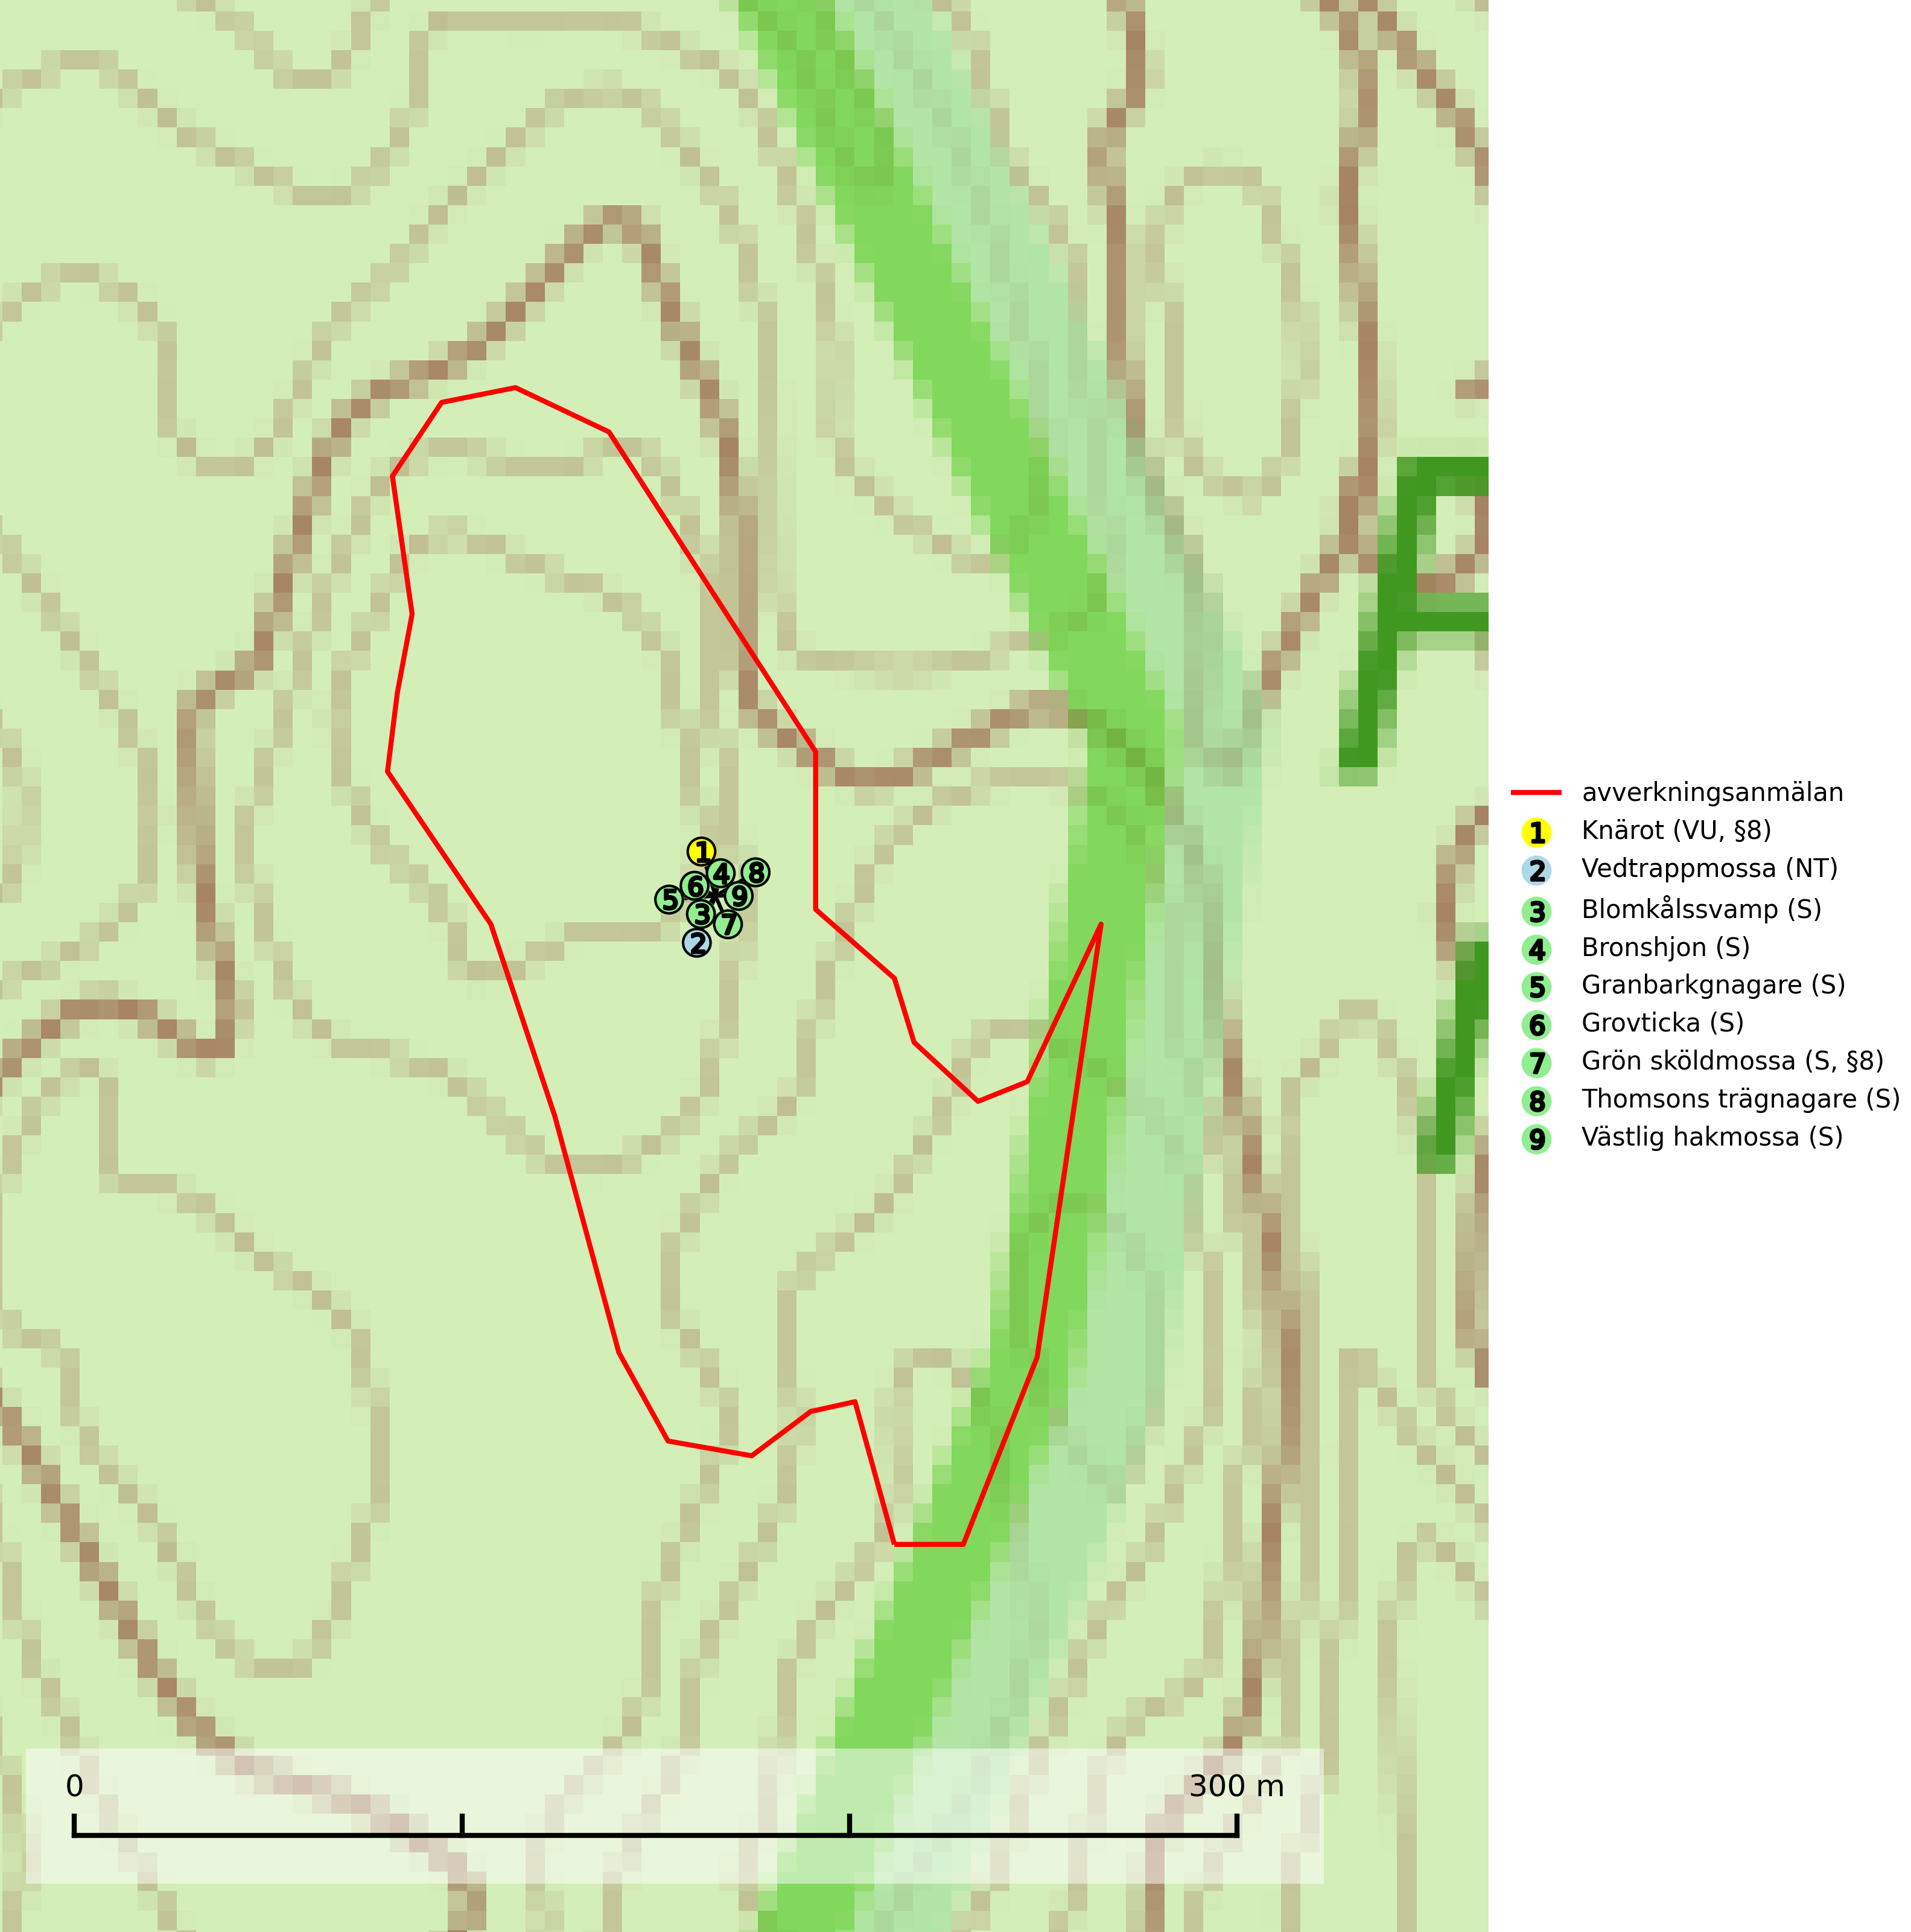 avverkningsanmälan
1 Knärot (VU, §8)
2 Vedtrappmossa (NT)
3 Blomkålssvamp (S)
4 Bronshjon (S)
5 Granbarkgnagare (S)
6 Grovticka (S)
7 Grön sköldmossa (S, §8)
8 Thomsons trägnagare (S)
9 Västlig hakmossa (S)
1
4 8
6
5 9
3
7
2
0 300 m